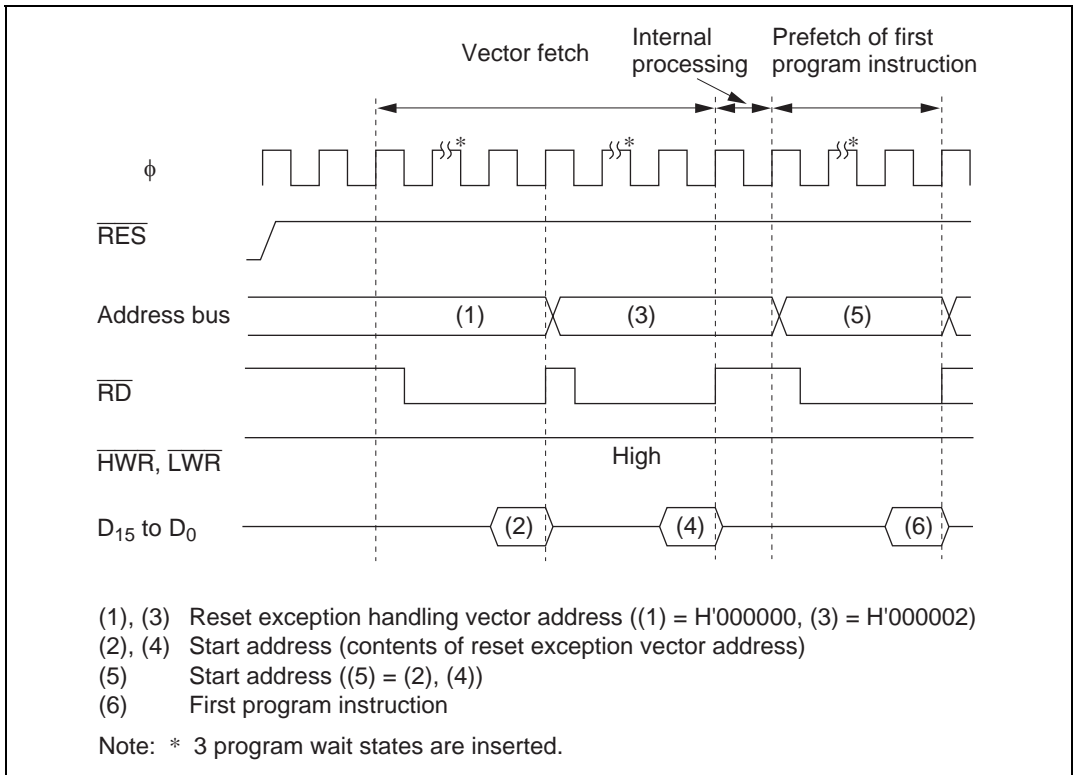 Vector fetch
Internal processing
Prefetch of first program instruction
φ
*
*
*
RES
Address bus
(1)
(3)
(5)
RD
HWR, LWR
High
D15 to D0
(2)
(4)
(6)
(1), (3) Reset exception handling vector address ((1) = H'000000, (3) = H'000002)
(2), (4) Start address (contents of reset exception vector address)
(5) Start address ((5) = (2), (4))
(6) First program instruction
Note: * 3 program wait states are inserted.